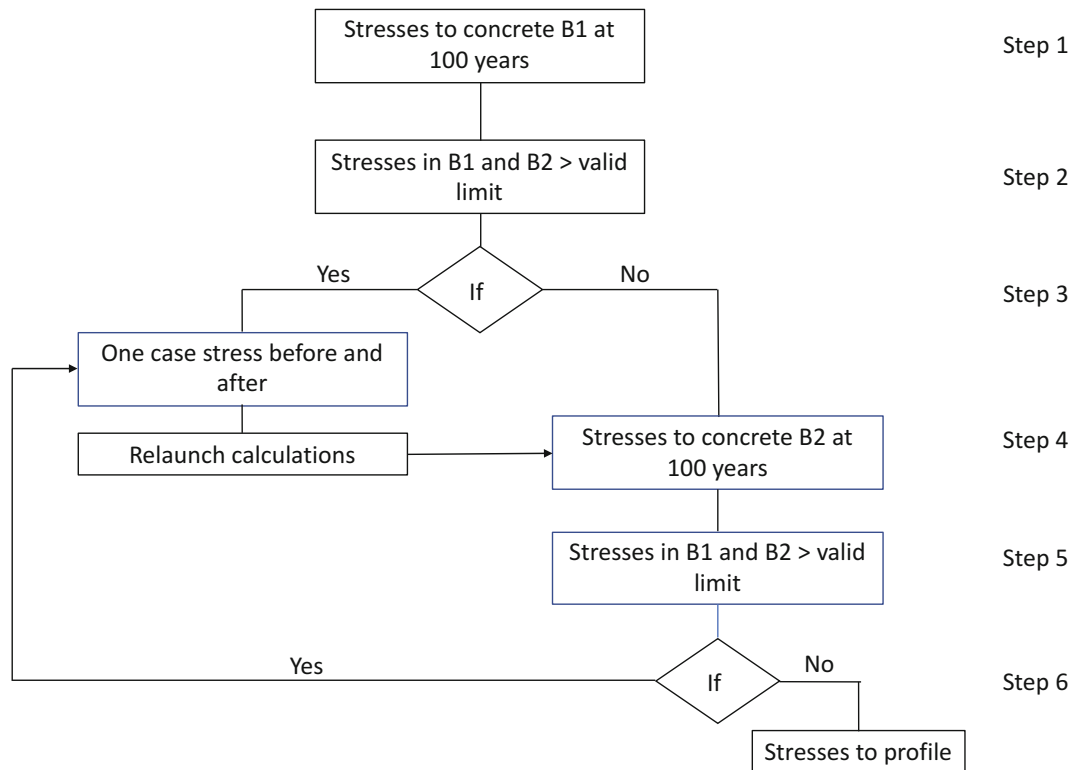 Stresses to concrete B1 at
100 years
Step 1
Stresses in B1 and B2 > valid
limit
Step 2
Yes
If
No
Step 3
One case stress before and
after
Relaunch calculations
Stresses to concrete B2 at
100 years
Step 4
Stresses in B1 and B2 > valid
limit
Step 5
Yes
If
No
Step 6
Stresses to profile